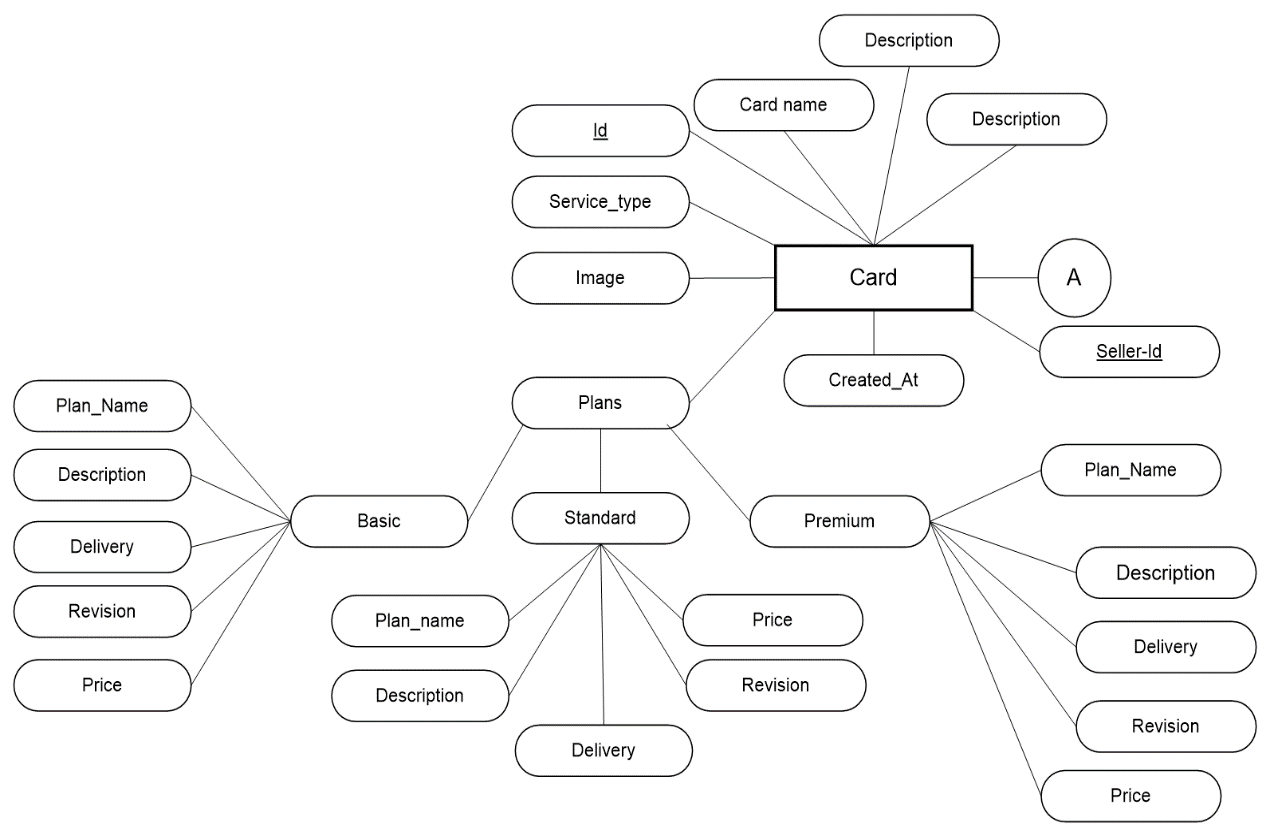 Description
Card name
Description
Id
Service_type
Image
Card
A
Seller-Id
Created_At
Plans
Plan_Name
Description
Delivery
Revision
Price
Basic
Standard
Premium
Plan_name
Description
Delivery
Price
Revision
Plan_Name
Description
Delivery
Revision
Price